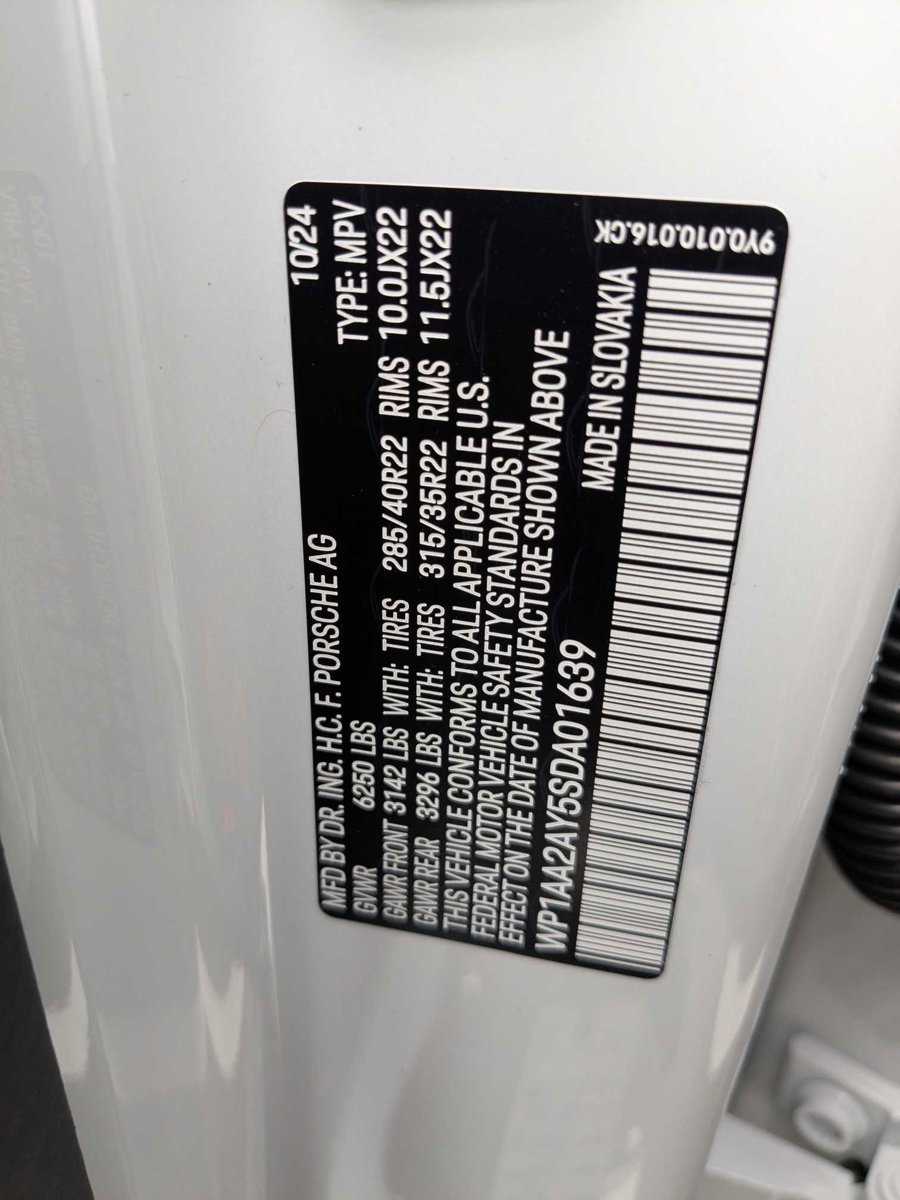 MFD BY DR. ING. H.C. F. PORSCHE AG 10/24
GVWR 6250 LBS TYPE: MPV
GAWR FRONT 3142 LBS WITH: TIRES 285/40R22 RIMS 10.0JX22
GAWR REAR 3296 LBS WITH: TIRES 315/35R22 RIMS 11.5JX22
THIS VEHICLE CONFORMS TO ALL APPLICABLE U.S.
FEDERAL MOTOR VEHICLE SAFETY STANDARDS IN
EFFECT ON THE DATE OF MANUFACTURE SHOWN ABOVE
WP1AA2AY5SDA01639 MADE IN SLOVAKIA
9Y0.010.016.CK